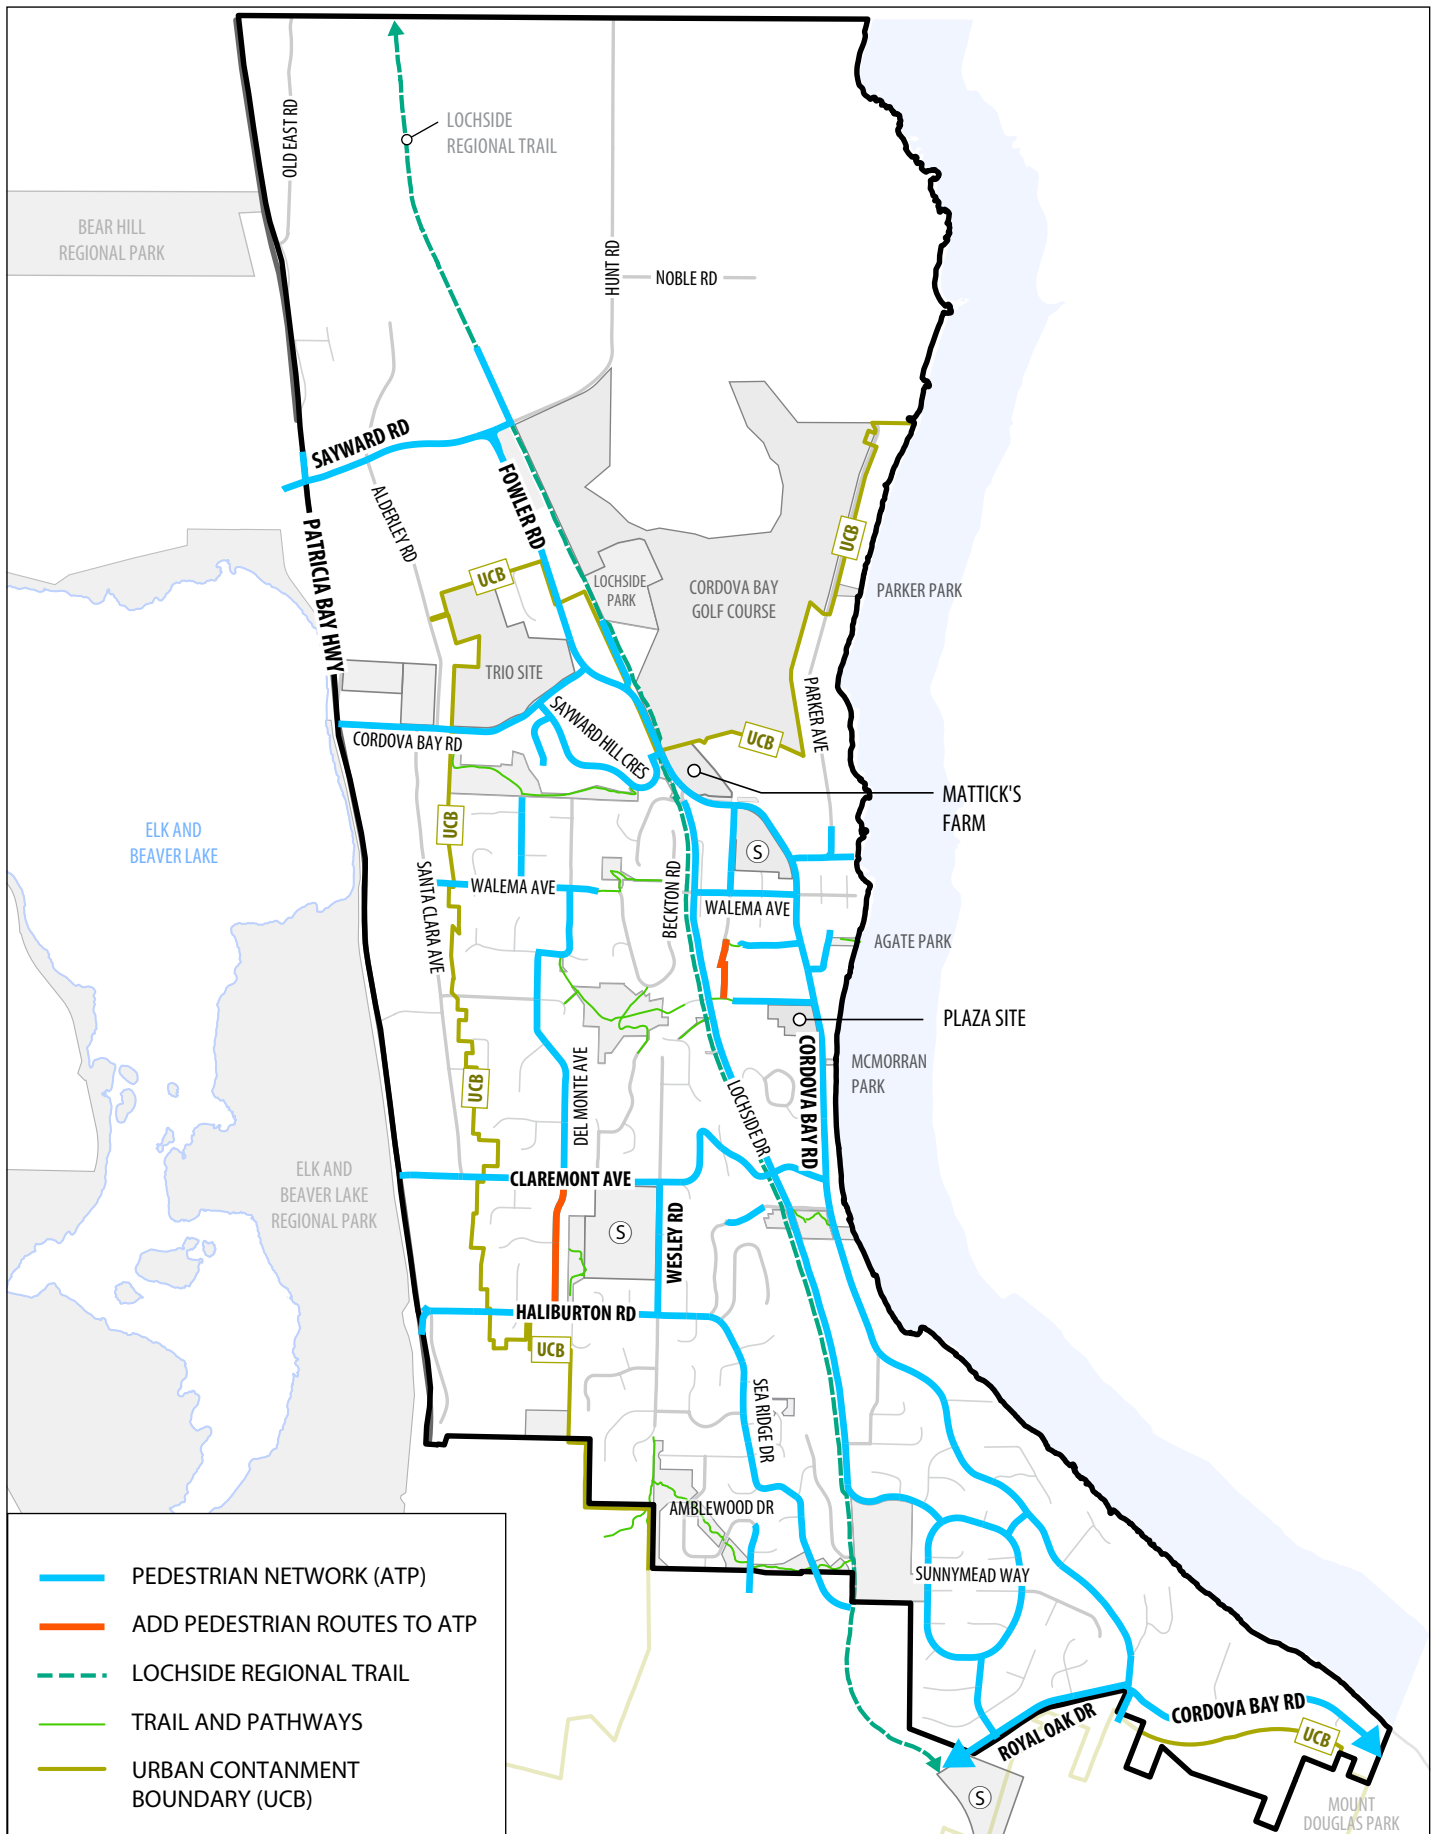 OLD EAST RD
LOCHSIDE
REGIONAL TRAIL
BEAR HILL
REGIONAL PARK
HUNT RD
NOBLE RD
SAYWARD RD
FOWLER RD
ALDERLEY RD
PATRICIA BAY HWY
UCB
UCB
LOCHSIDE
PARK
CORDOVA BAY
GOLF COURSE
PARKER PARK
TRIO SITE
PARKER AVE
SAYWARD HILL CRES
CORDOVA BAY RD
UCB
MATTICK'S
FARM
ELK AND
BEAVER LAKE
UCB
S
SANTA CLARA AVE
WALEMA AVE
BECKTON RD
WALEMA AVE
AGATE PARK
PLAZA SITE
CORDOVA BAY RD
MCMORRAN
PARK
UCB
DEL MONTE AVE
LOCHSIDE DR
ELK AND
BEAVER LAKE
REGIONAL PARK
CLAREMONT AVE
S
WESLEY RD
HALIBURTON RD
UCB
SEA RIDGE DR
AMBLEWOOD DR
SUNNYMEAD WAY
ROYAL OAK DR
CORDOVA BAY RD
UCB
S
MOUNT
DOUGLAS PARK
PEDESTRIAN NETWORK (ATP)
ADD PEDESTRIAN ROUTES TO ATP
LOCHSIDE REGIONAL TRAIL
TRAIL AND PATHWAYS
URBAN CONTANMENT
BOUNDARY (UCB)